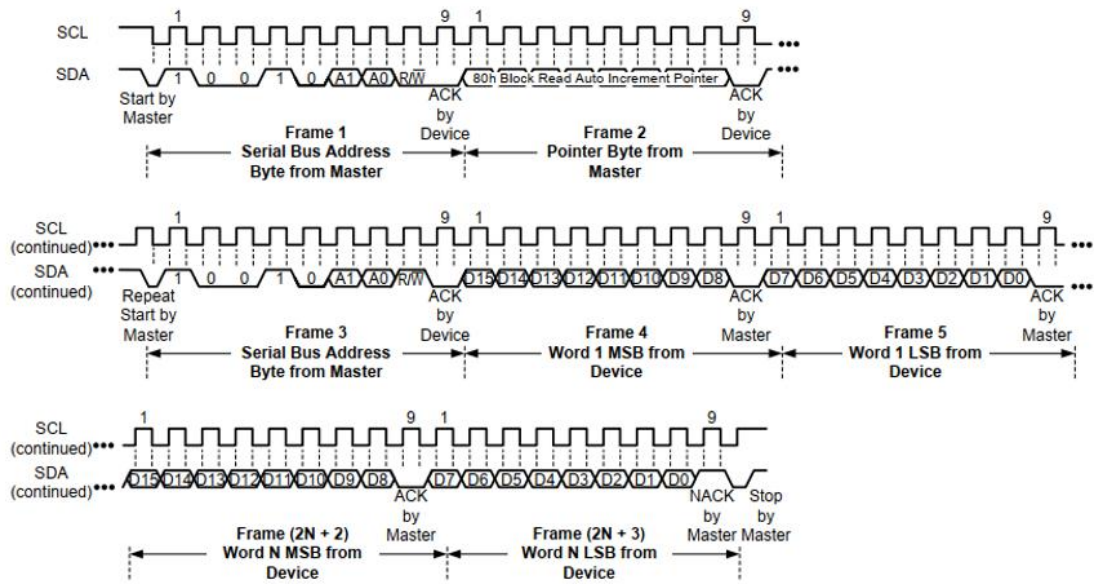 1 9 1 9
SCL
SDA
1 0 0 1 0 A1 A0 R/W̅ 80h Block Read Auto Increment Pointer
Start by
Master
ACK
by
Device
ACK
by
Device
Frame 1
Serial Bus Address
Byte from Master
Frame 2
Pointer Byte from
Master
1 9 1 9 1 9
SCL
(continued)
SDA
(continued)
1 0 0 1 0 A1 A0 R/W D15 D14 D13 D12 D11 D10 D9 D8 D7 D6 D5 D4 D3 D2 D1 D0
Repeat
Start by
Master
ACK
by
Device
ACK
by
Master
ACK
by
Master
Frame 3
Serial Bus Address
Byte from Master
Frame 4
Word 1 MSB from
Device
Frame 5
Word 1 LSB from
Device
1 9 1 9
SCL
(continued)
SDA
(continued)
D15 D14 D13 D12 D11 D10 D9 D8 D7 D6 D5 D4 D3 D2 D1 D0
ACK
by
Master
NACK
by
Master
Stop
by
Master
Frame (2N + 2)
Word N MSB from
Device
Frame (2N + 3)
Word N LSB from
Device